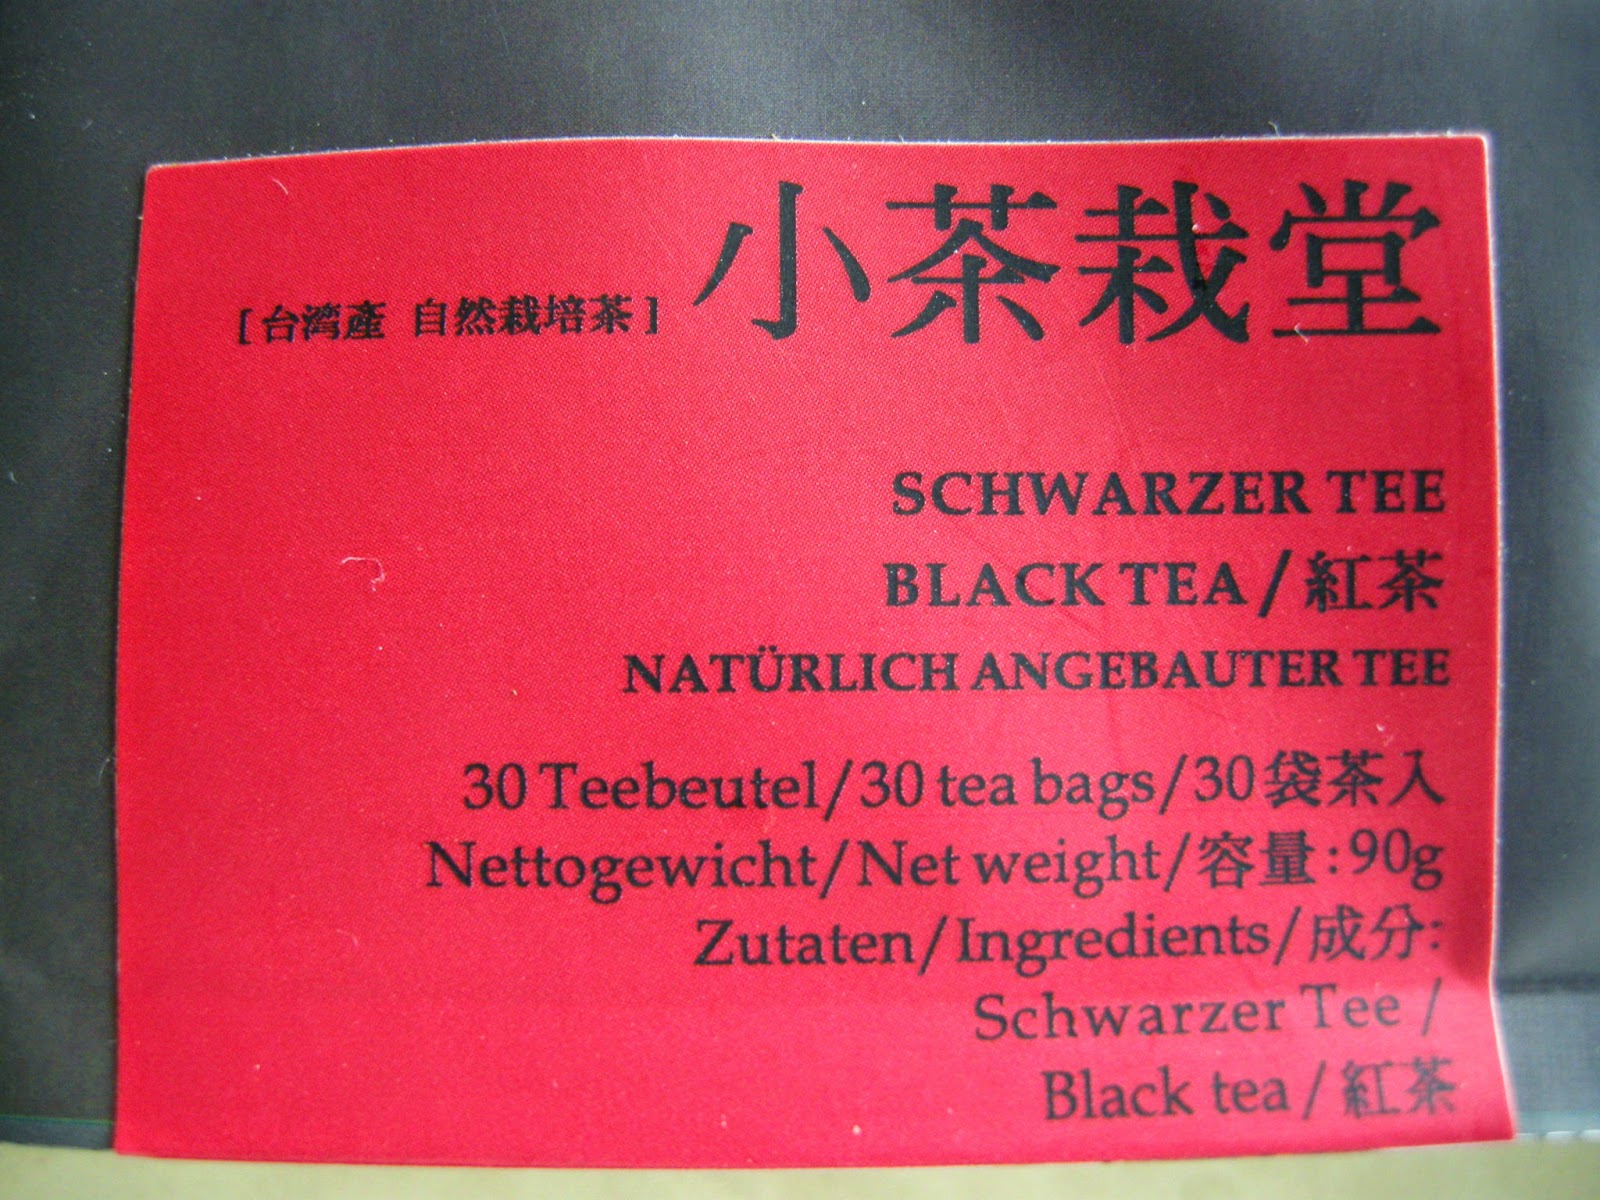 小茶栽堂
[台湾產 自然栽培茶]
SCHWARZER TEE
BLACK TEA / 紅茶
NATÜRLICH ANGEBAUTER TEE
30 Teebeutel/30 tea bags/30袋茶入
Nettogewicht/Net weight/容量:90g
Zutaten/Ingredients/成分:
Schwarzer Tee /
Black tea / 紅茶